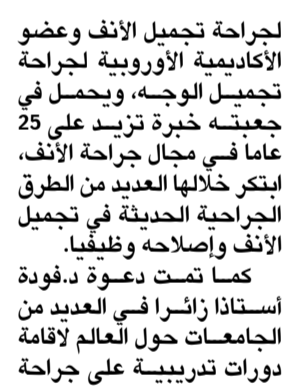 لجراحة تجميل الأنف وعضو
الأكاديمية الأوروبية لجراحة
تجميل الوجه، ويحمل في
جعبته خبرة تزيد على 25
عاما في مجال جراحة الأنف،
ابتكر خلالها العديد من الطرق
الجراحية الحديثة في تجميل
الأنف وإصلاحه وظيفيا.
كما تمت دعوة د.فودة
أستاذا زائرا في العديد من
الجامعات حول العالم لاقامة
دورات تدريبية على جراحة